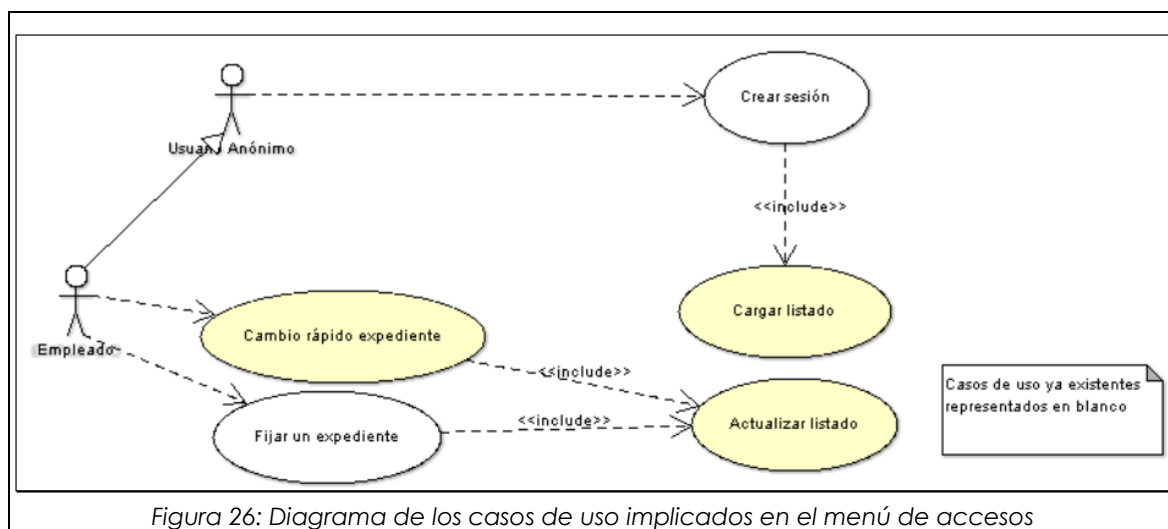 Crear sesión
Usuario Anónimo
<<include>>
Cargar listado
Cambio rápido expediente
Empleado
<<include>>
Casos de uso ya existentes
representados en blanco
<<include>>
Actualizar listado
Fijar un expediente
Figura 26: Diagrama de los casos de uso implicados en el menú de accesos